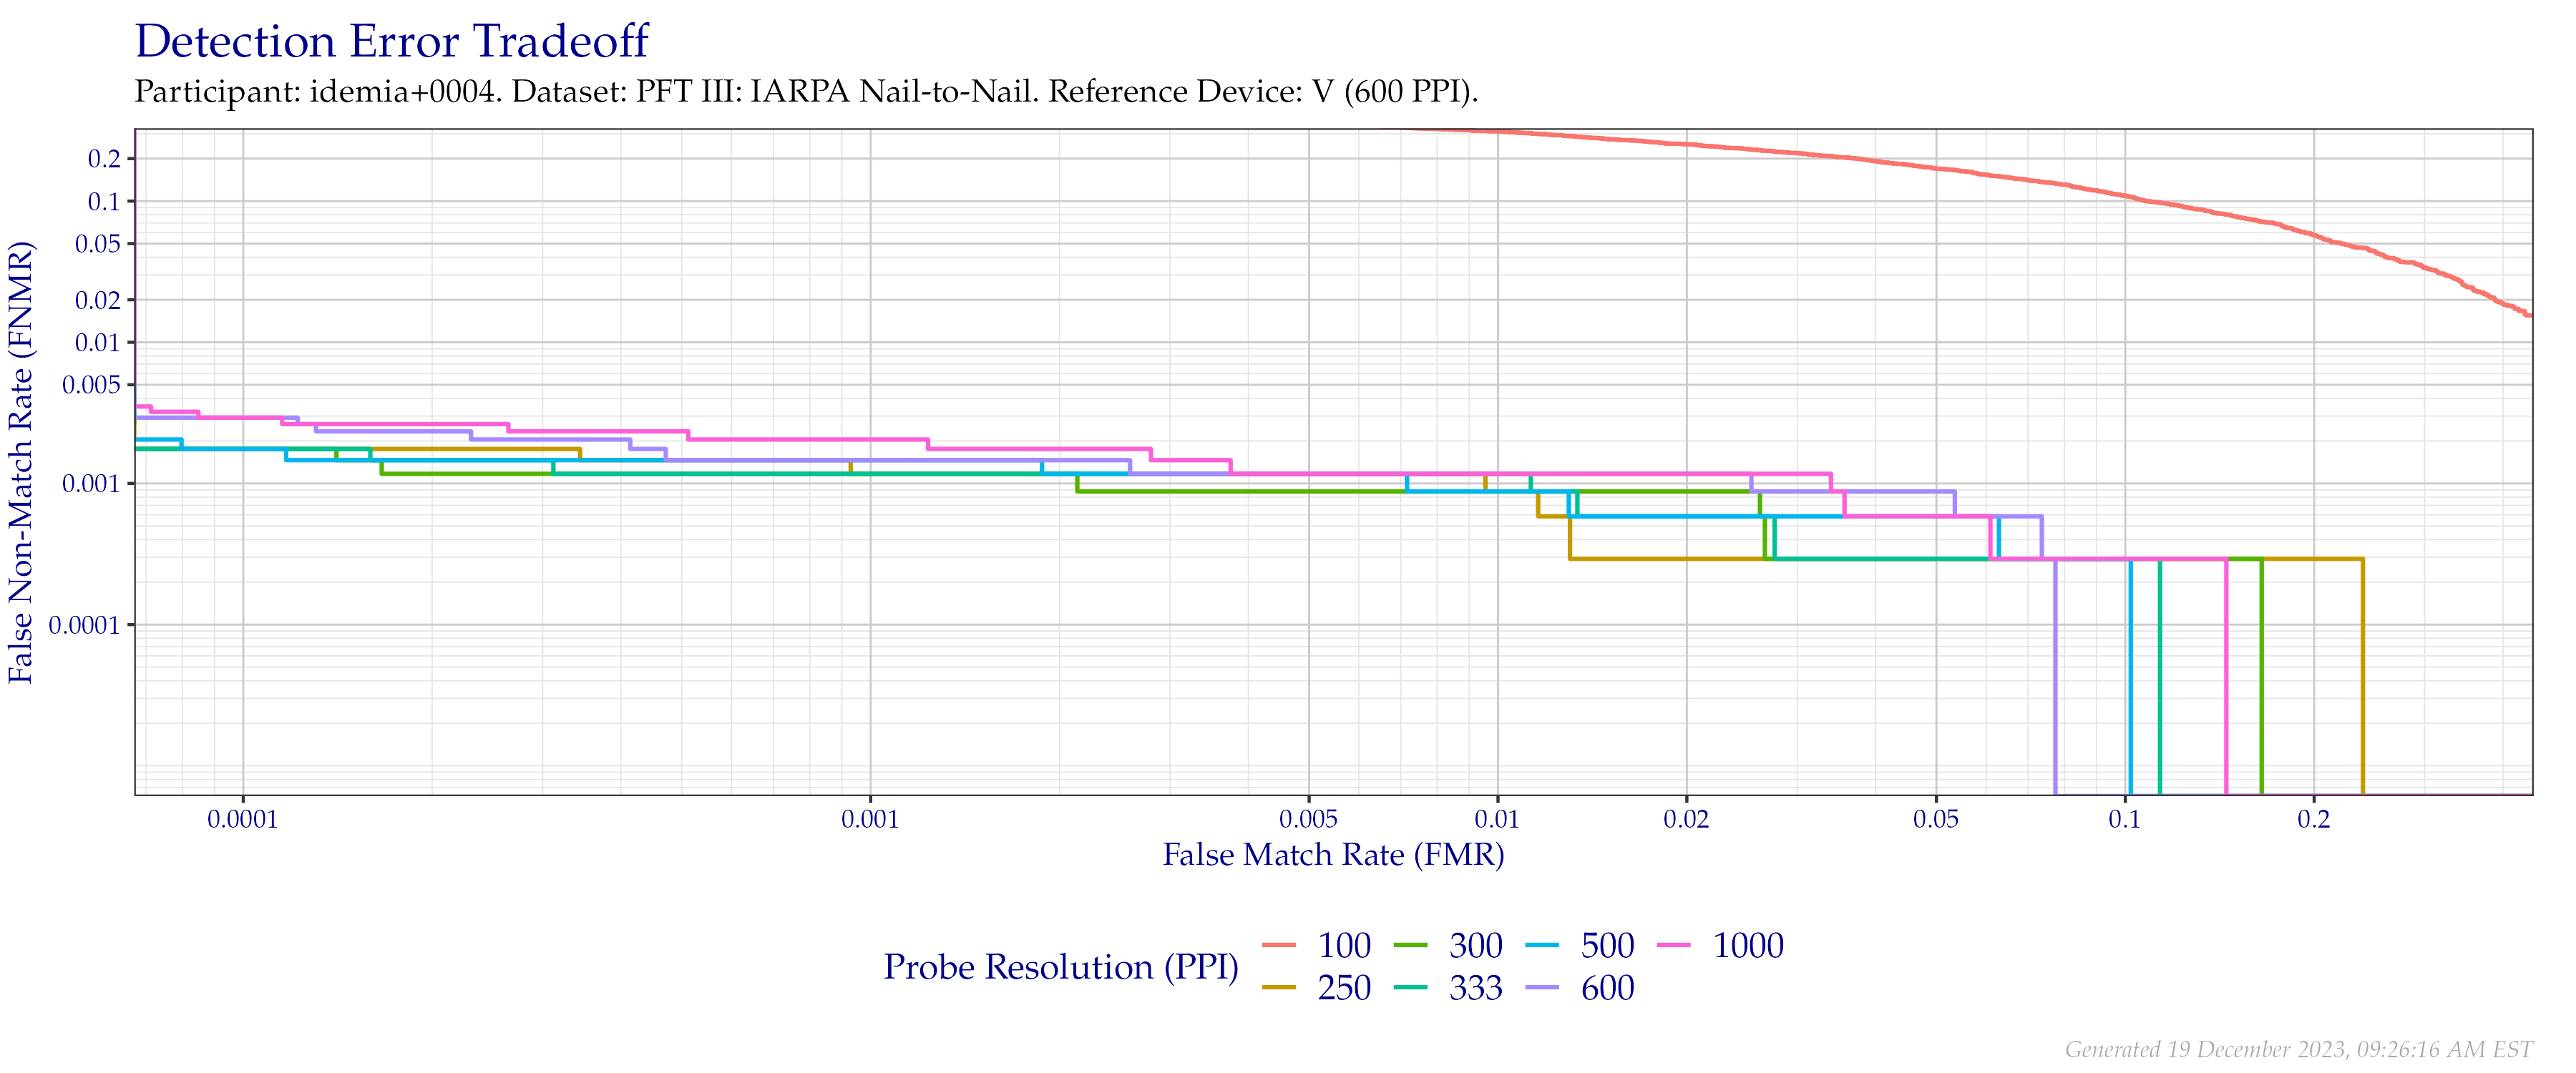 Detection Error Tradeoff
Participant: idemia+0004. Dataset: PFT III: IARPA Nail-to-Nail. Reference Device: V (600 PPI).
False Non-Match Rate (FNMR)
0.2
0.1
0.05
0.02
0.01
0.005
0.001
0.0001
0.0001 0.001 0.005 0.01 0.02 0.05 0.1 0.2
False Match Rate (FMR)
Probe Resolution (PPI)
100 300 500 1000
250 333 600
Generated 19 December 2023, 09:26:16 AM EST